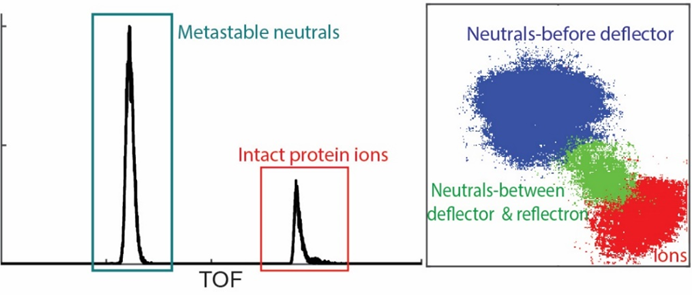 Metastable neutrals
Intact protein ions
TOF
Neutrals-before deflector
Neutrals-between
deflector & reflectron
Ions